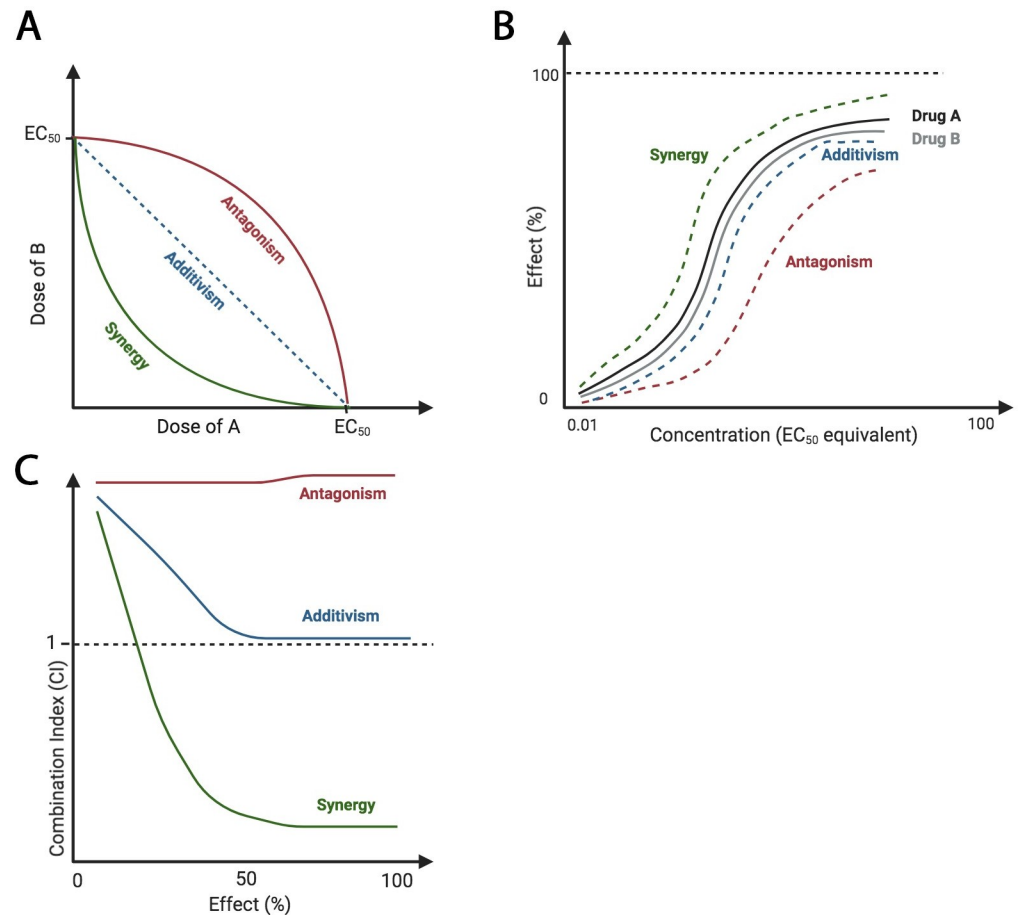 A
EC₅₀
Dose of B
Antagonism
Additivism
Synergy
Dose of A
EC₅₀
B
100
Effect (%)
0
Synergy
Drug A
Drug B
Additivism
Antagonism
0.01
100
Concentration (EC₅₀ equivalent)
C
Combination Index (CI)
1
Antagonism
Additivism
Synergy
0
50
100
Effect (%)